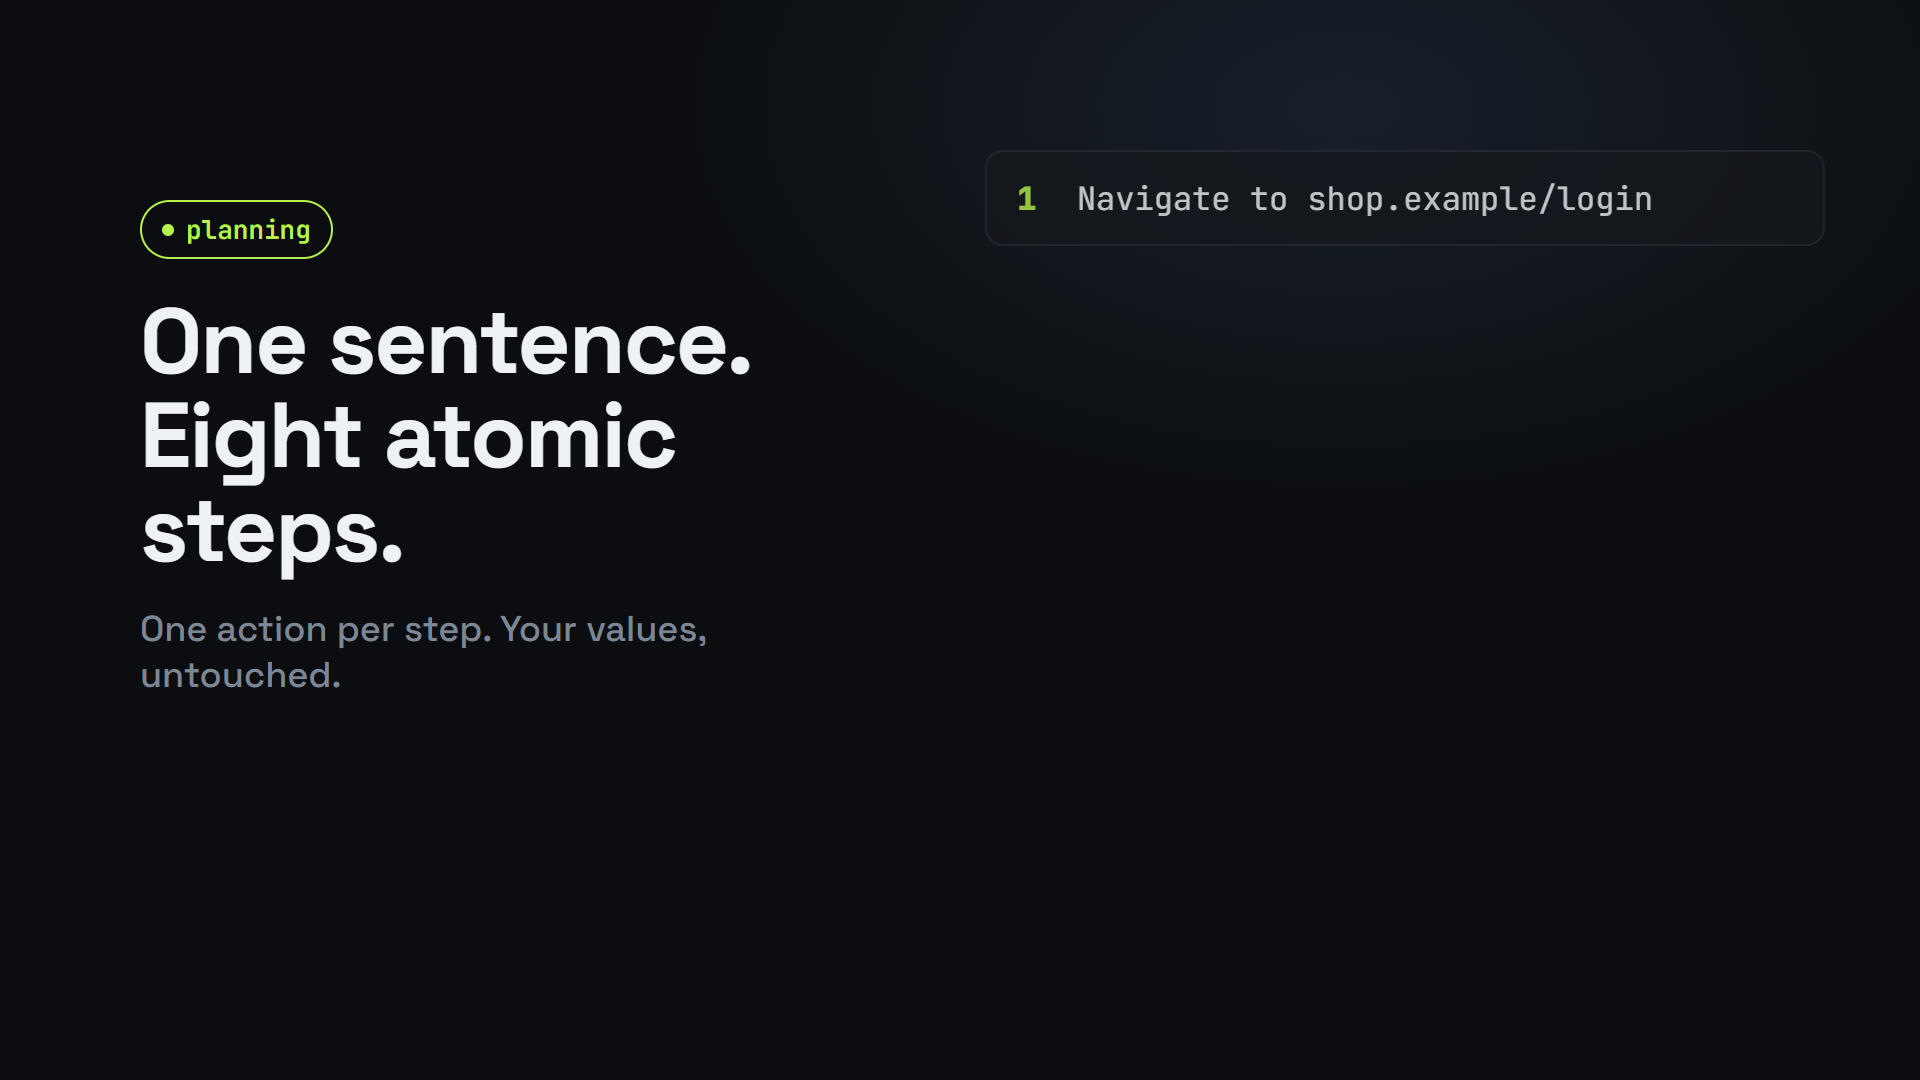 planning
One sentence.
Eight atomic
steps.
One action per step. Your values,
untouched.
1 Navigate to shop.example/login